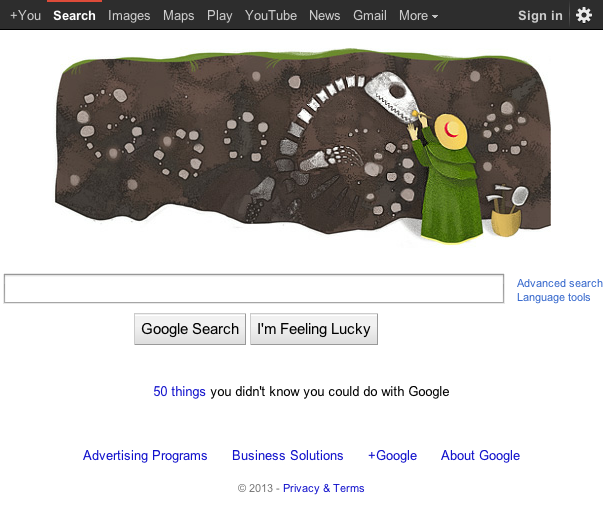 +You Search Images Maps Play YouTube News Gmail More Sign in
Advanced search
Language tools
Google Search I'm Feeling Lucky
50 things you didn't know you could do with Google
Advertising Programs Business Solutions +Google About Google
© 2013 - Privacy & Terms